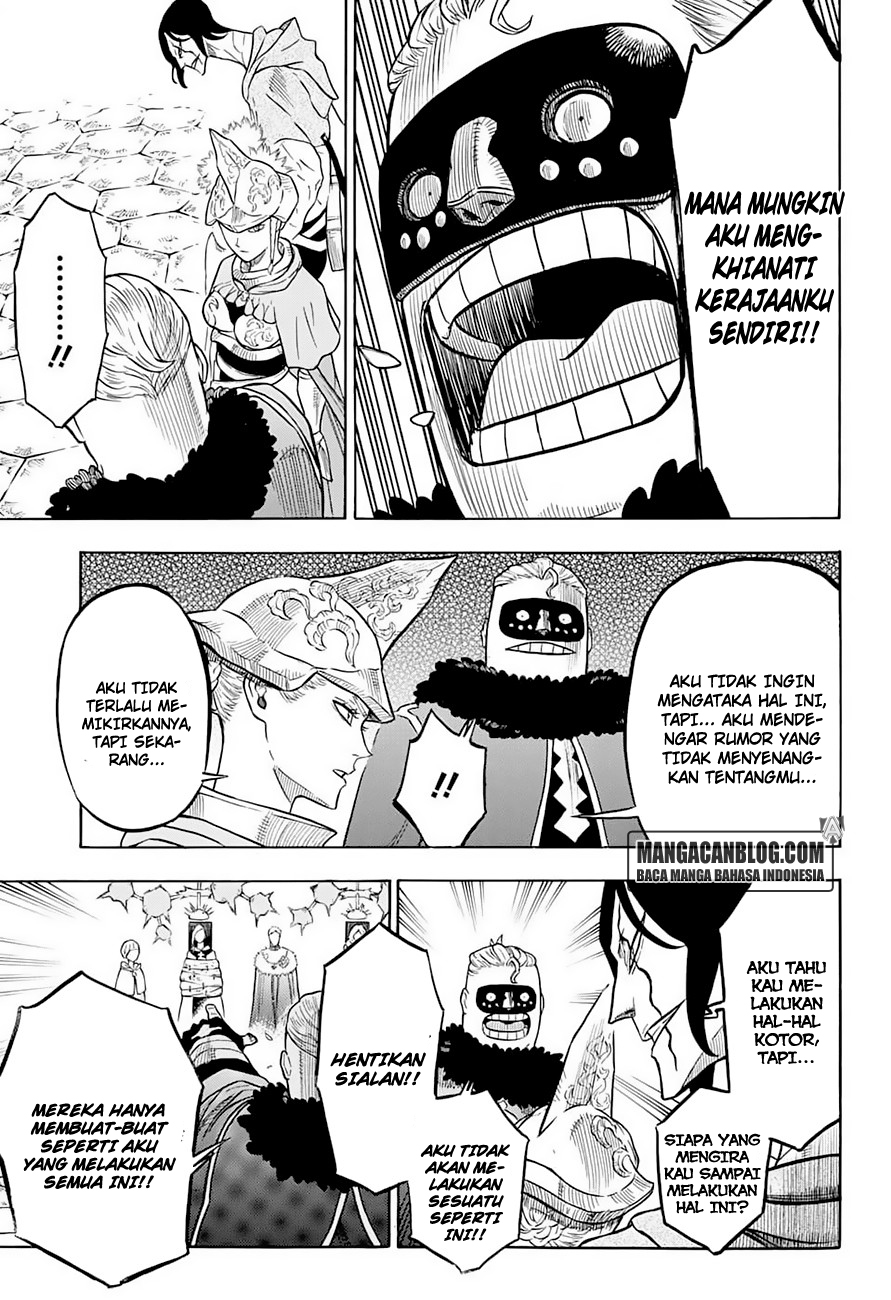 MANA MUNGKIN
AKU MENG-
KHIANATI
KERAJAANKU
SENDIRI!!
......!!
AKU TIDAK INGIN
MENGATAKA HAL INI,
TAPI... AKU MENDE-
NGAR RUMOR YANG
TIDAK MENYENANG-
KAN TENTANGMU...
!!
AKU TIDAK
TERLALU ME-
MIKIRKANNYA,
TAPI SEKA-
RANG...
MANGACANBLOG.COM
BACA MANGA BAHASA INDONESIA
AKU TAHU
KAU ME-
LAKUKAN
HAL-HAL
KOTOR,
TAPI...
SIAPA YANG
MENGIRA
KAU SAMPAI
MELAKUKAN
HAL INI?
HENTIKAN
SIALAN!!
AKU TIDAK
AKAN ME-
LAKUKAN
SESUATU
SEPERTI
INI!!
MEREKA HANYA
MEMBUAT-BUAT
SEPERTI AKU
YANG MELAKUKAN
SEMUA INI!!